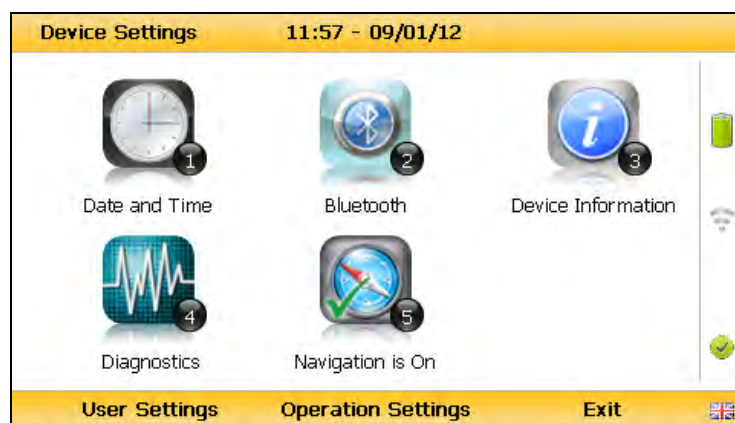 Device Settings 11:57 - 09/01/12
1 2 3
Date and Time Bluetooth Device Information
4 5
Diagnostics Navigation is On
User Settings Operation Settings Exit